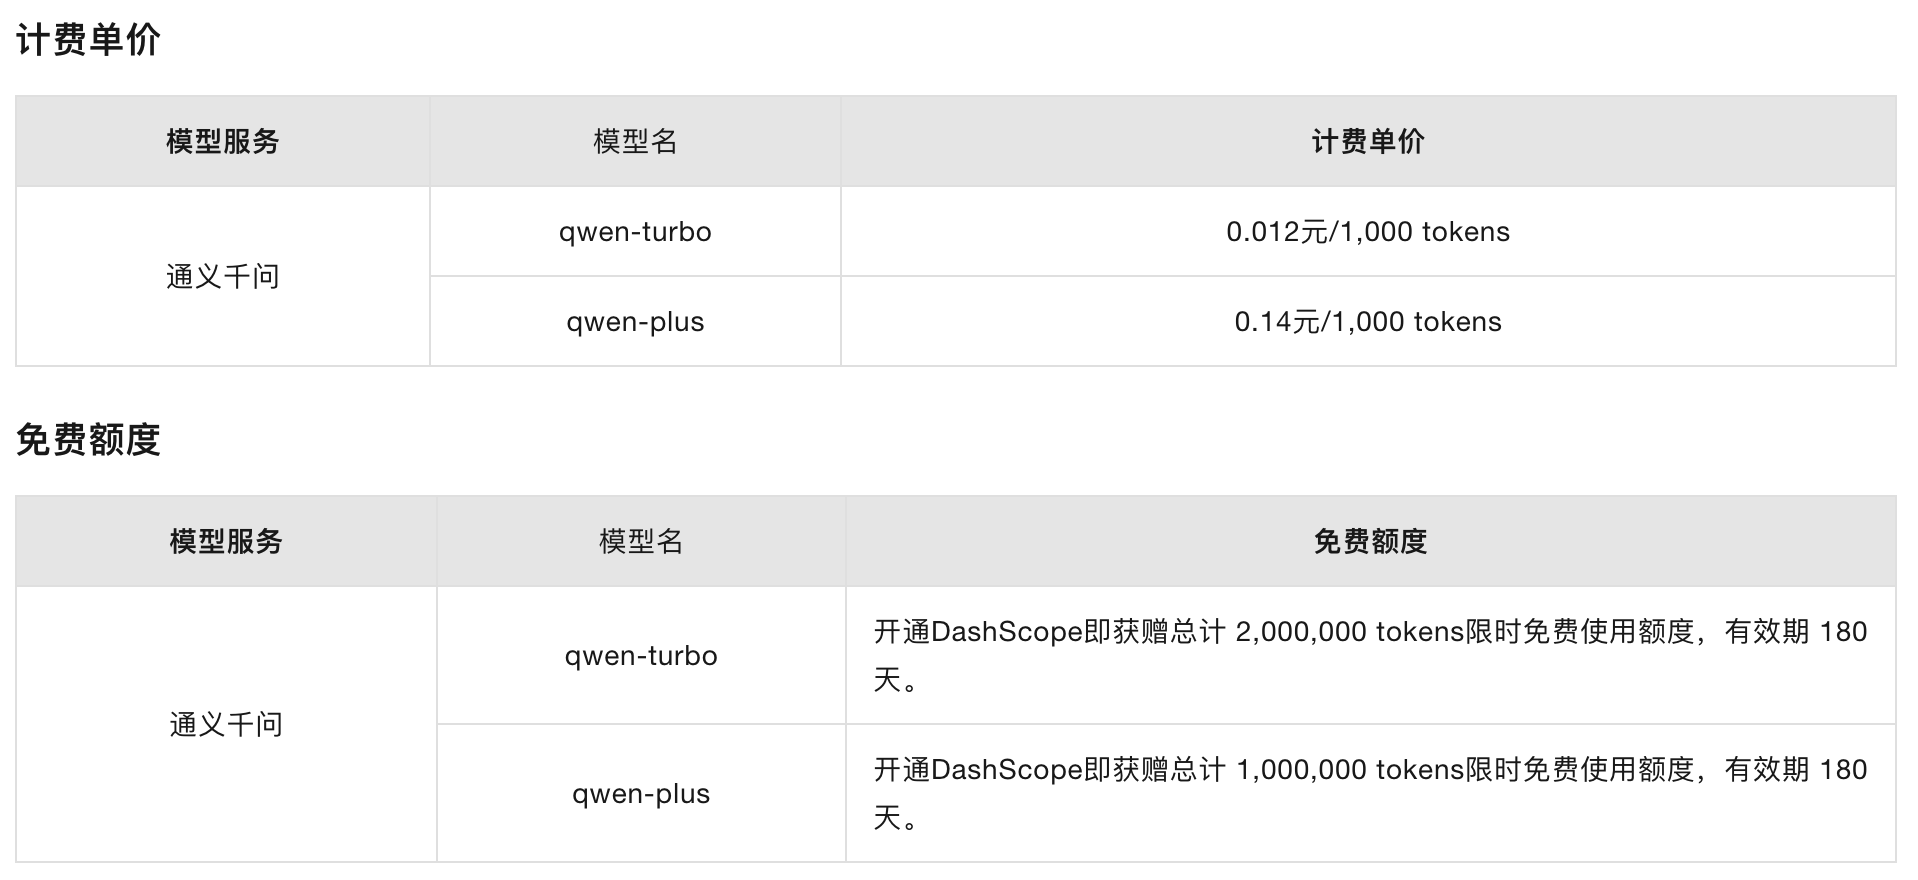 计费单价
模型服务 模型名 计费单价
通义千问 qwen-turbo 0.012元/1,000 tokens
qwen-plus 0.14元/1,000 tokens
免费额度
模型服务 模型名 免费额度
通义千问 qwen-turbo 开通DashScope即获赠总计 2,000,000 tokens限时免费使用额度，有效期 180
天。
qwen-plus 开通DashScope即获赠总计 1,000,000 tokens限时免费使用额度，有效期 180
天。